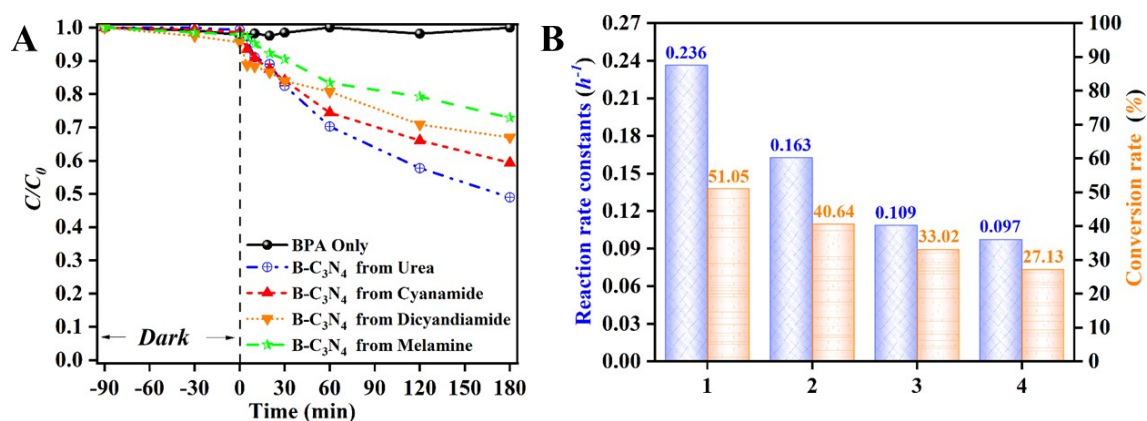 A
1.0
0.9
0.8
0.7
0.6
0.5
0.4
0.3
0.2
0.1
0.0
C/C₀
Dark
BPA Only
B-C₃N₄ from Urea
B-C₃N₄ from Cyanamide
B-C₃N₄ from Dicyandiamide
B-C₃N₄ from Melamine
-90 -60 -30 0 30 60 90 120 150 180
Time (min)
B
0.27
0.24
0.21
0.18
0.15
0.12
0.09
0.06
0.03
0.00
Reaction rate constants (h⁻¹)
0.236
51.05
0.163
40.64
0.109
33.02
0.097
27.13
1 2 3 4
100
90
80
70
60
50
40
30
20
10
0
Conversion rate (%)